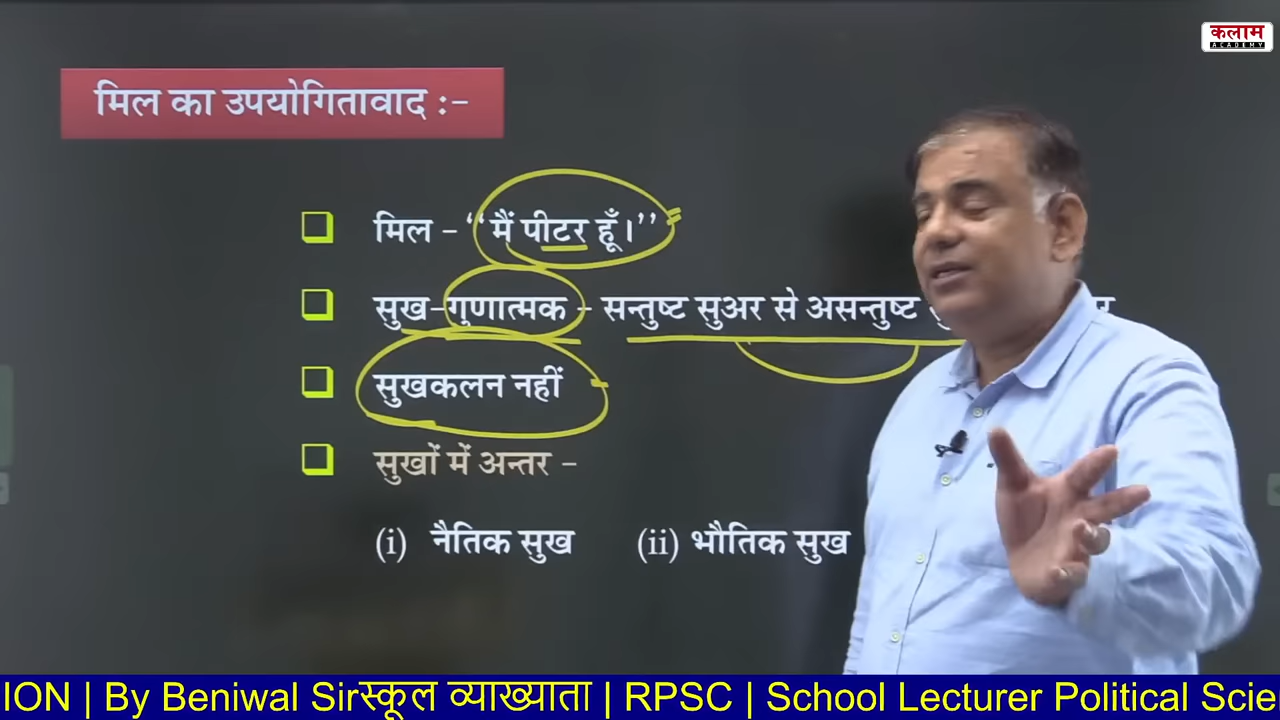 कलाम
ACADEMY
मिल का उपयोगितावाद :-
मिल - "मैं पीटर हूँ।"
सुख-गुणात्मक - सन्तुष्ट सुअर से असन्तुष्ट
सुखकलन नहीं
सुखों में अन्तर -
(i) नैतिक सुख (ii) भौतिक सुख
ION | By Beniwal Sirस्कूल व्याख्याता | RPSC | School Lecturer Political Scie